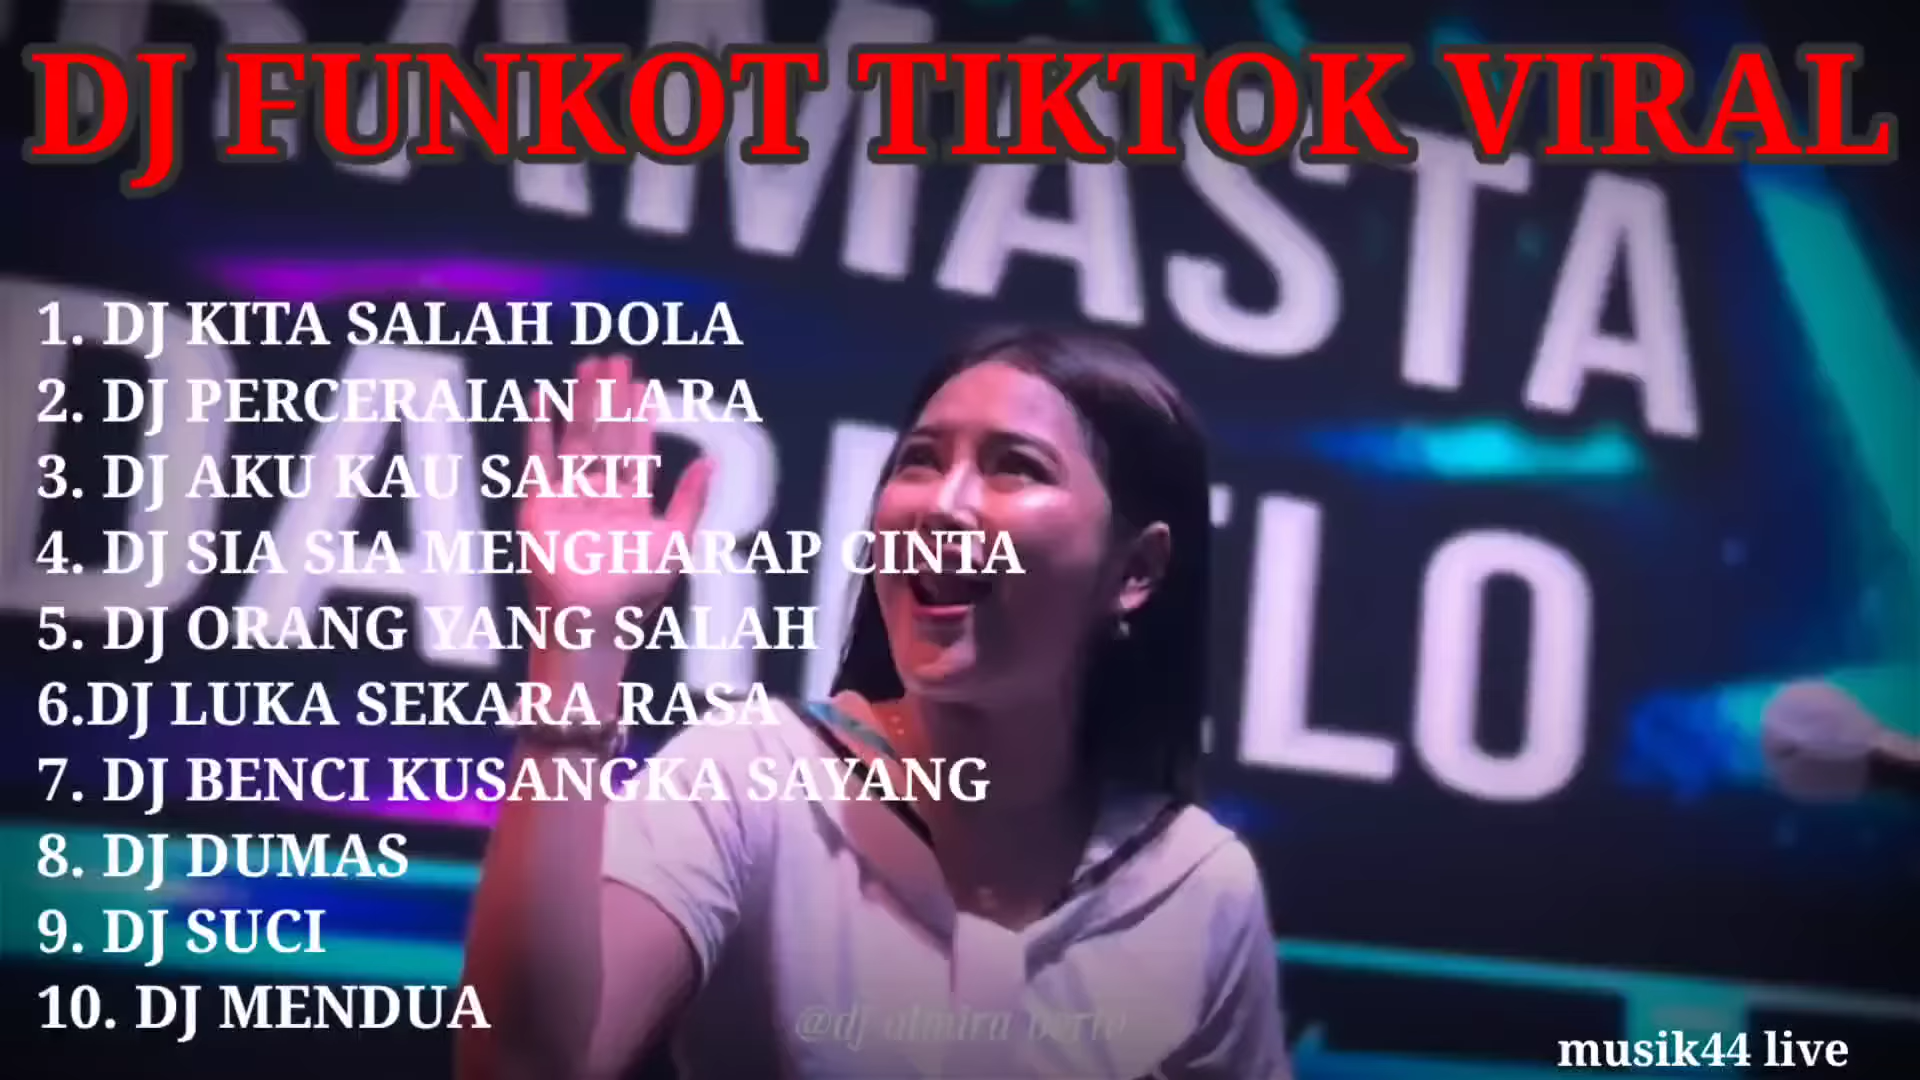 DJ FUNKOT TIKTOK VIRAL
1. DJ KITA SALAH DOLA
2. DJ PERCERAIAN LARA
3. DJ AKU KAU SAKIT
4. DJ SIA SIA MENGHARAP CINTA
5. DJ ORANG YANG SALAH
6.DJ LUKA SEKARA RASA
7. DJ BENCI KUSANGKA SAYANG
8. DJ DUMAS
9. DJ SUCI
10. DJ MENDUA
@dj almira
musik44 live